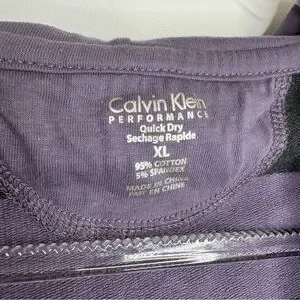 Calvin Klein
PERFORMANCE
Quick Dry
Sechage Rapide
XL
95% COTTON
5% SPANDEX
MADE IN CHINA
FAIT EN CHINE